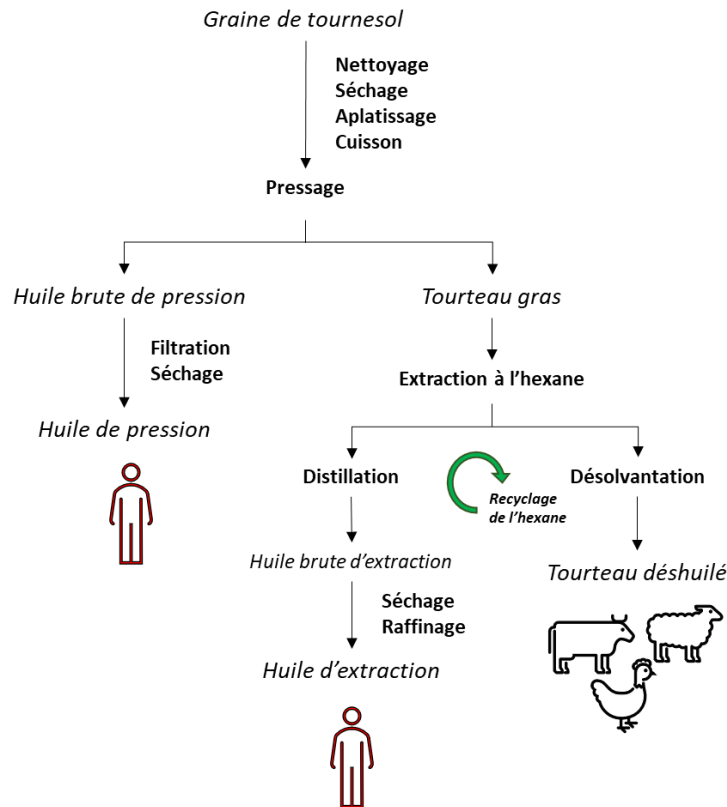 Graine de tournesol
Nettoyage
Séchage
Aplatissage
Cuisson
Pressage
Huile brute de pression
Tourteau gras
Filtration
Séchage
Extraction à l’hexane
Huile de pression
Distillation
Recyclage
de l’hexane
Désolvantation
Huile brute d’extraction
Tourteau déshuilé
Séchage
Raffinage
Huile d’extraction